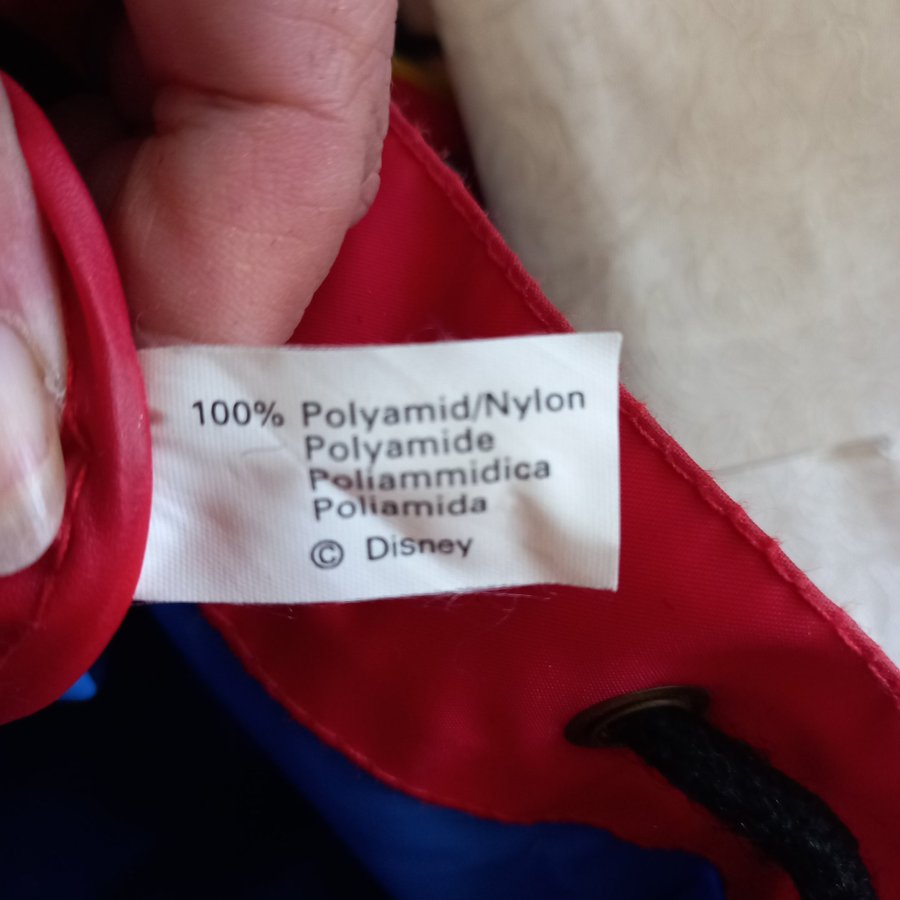 100% Polyamid/Nylon
Polyamide
Poliammidica
Poliamida
© Disney